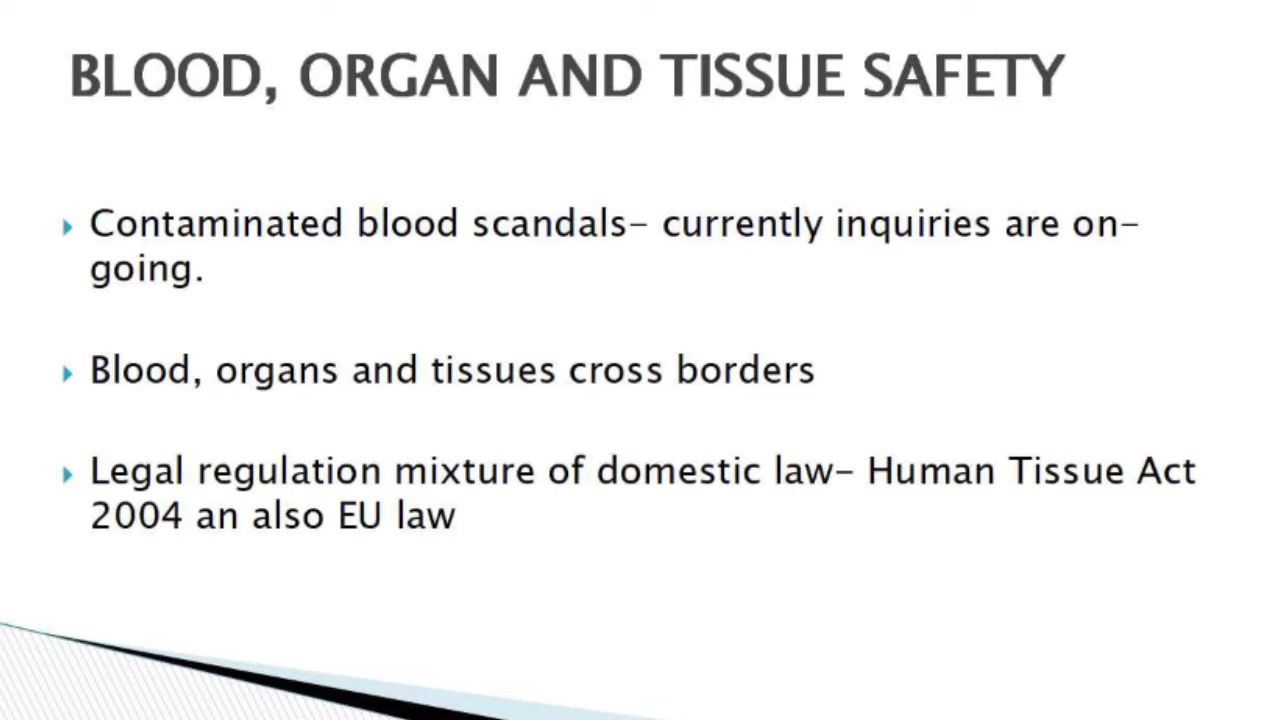 BLOOD, ORGAN AND TISSUE SAFETY
Contaminated blood scandals– currently inquiries are on–
going.
Blood, organs and tissues cross borders
Legal regulation mixture of domestic law– Human Tissue Act
2004 an also EU law